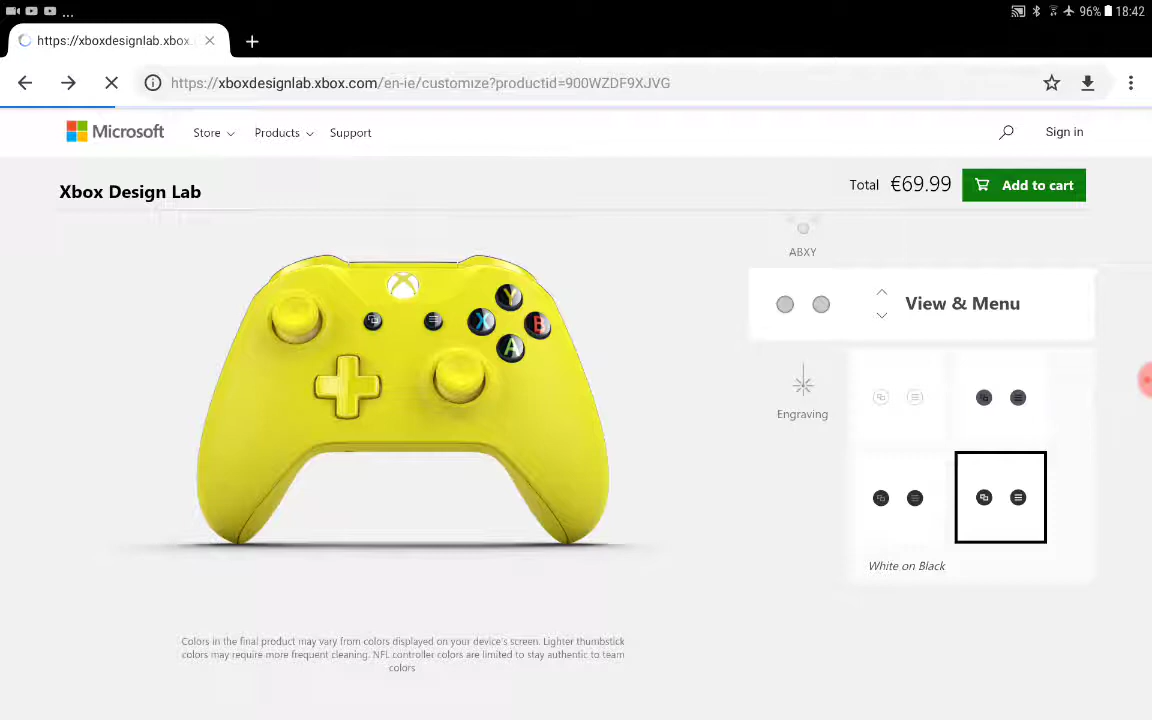 ... 96% 18:42
https://xboxdesignlab.xbox.
https://xboxdesignlab.xbox.com/en-ie/customize?productid=900WZDF9XJVG
Microsoft Store Products Support Sign in
Xbox Design Lab Total €69.99 Add to cart
ABXY
View & Menu
Y
X B
A
Engraving
White on Black
Colors in the final product may vary from colors displayed on your device's screen. Lighter thumbstick
colors may require more frequent cleaning. NFL controller colors are limited to stay authentic to team
colors